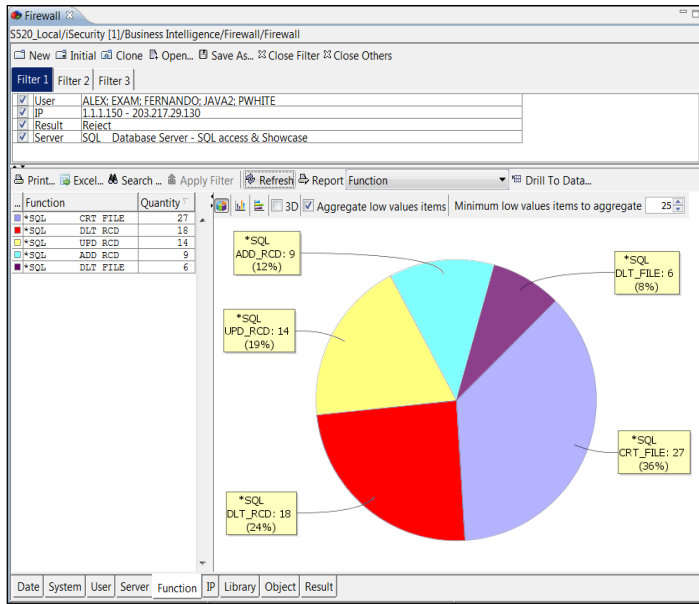 Firewall
S520_Local/iSecurity [1]/Business Intelligence/Firewall/Firewall
New Initial Clone Open... Save As... Close Filter Close Others
Filter 1 Filter 2 Filter 3
User ALEX; EXAM; FERNANDO; JAVA2; PWHITE
IP 1.1.1.150 - 203.217.29.130
Result Reject
Server SQL Database Server - SQL access & Showcase
Print... Excel... Search ... Apply Filter Refresh Report Function Drill To Data...
... Function Quantity
3D Aggregate low values items Minimum low values items to aggregate 25
*SQL CRT FILE 27
*SQL DLT RCD 18
*SQL UPD RCD 14
*SQL ADD RCD 9
*SQL DLT FILE 6
*SQL
ADD_RCD: 9
(12%)
*SQL
DLT_FILE: 6
(8%)
*SQL
UPD_RCD: 14
(19%)
*SQL
CRT_FILE: 27
(36%)
*SQL
DLT_RCD: 18
(24%)
Date System User Server Function IP Library Object Result